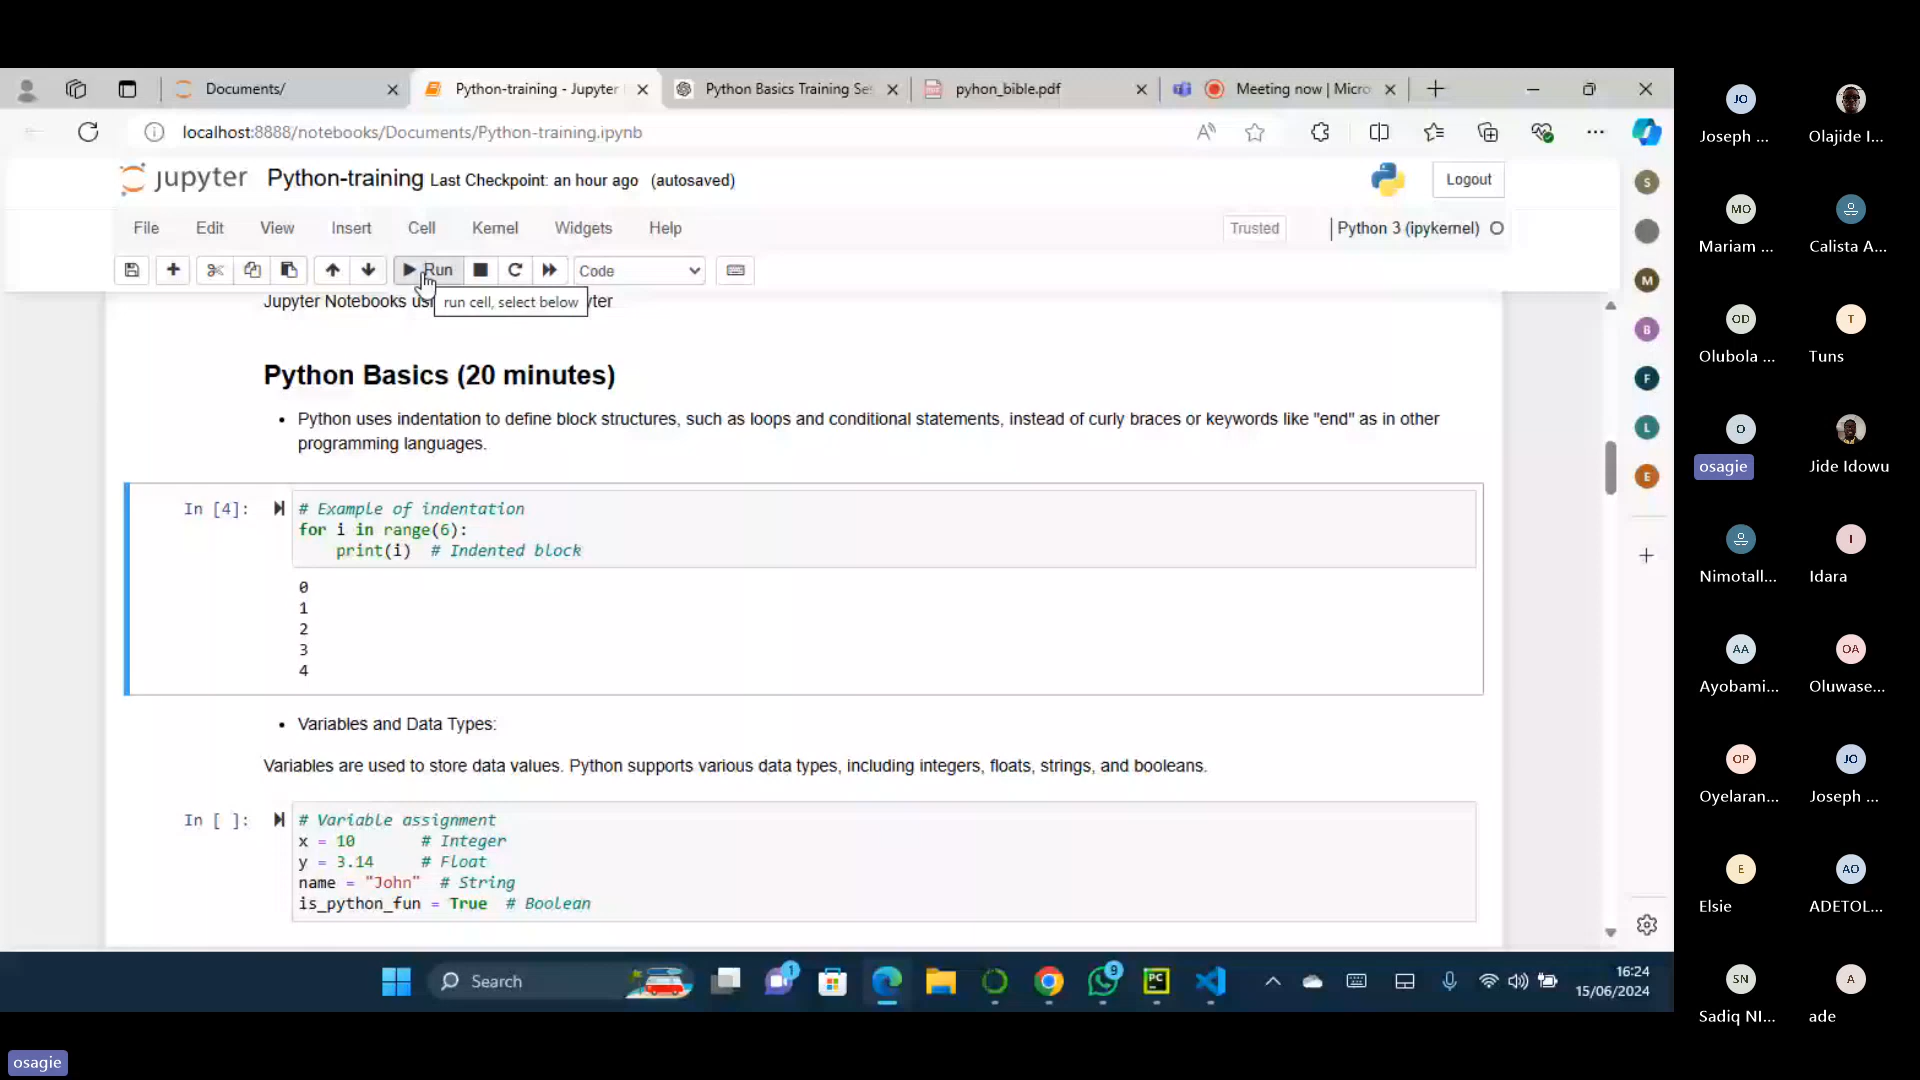 Documents/
Python-training - Jupyter
Python Basics Training Se
pyhon_bible.pdf
Meeting now | Micro
localhost:8888/notebooks/Documents/Python-training.ipynb
jupyter Python-training Last Checkpoint: an hour ago (autosaved)
Logout
File Edit View Insert Cell Kernel Widgets Help
Trusted
Python 3 (ipykernel)
Run
Code
Jupyter Notebooks us
yter
run cell, select below
Python Basics (20 minutes)
• Python uses indentation to define block structures, such as loops and conditional statements, instead of curly braces or keywords like "end" as in other
programming languages.
In [4]:
# Example of indentation
for i in range(6):
    print(i)  # Indented block
0
1
2
3
4
• Variables and Data Types:
Variables are used to store data values. Python supports various data types, including integers, floats, strings, and booleans.
In [ ]:
# Variable assignment
x = 10       # Integer
y = 3.14     # Float
name = "John"  # String
is_python_fun = True  # Boolean
S
M
B
F
L
E
Search
1
9
PC
16:24
15/06/2024
JO
Joseph ...
Olajide I...
MO
Mariam ...
Calista A...
OD
Olubola ...
T
Tuns
O
osagie
Jide Idowu
Nimotall...
I
Idara
AA
Ayobami...
OA
Oluwase...
OP
Oyelaran...
JO
Joseph ...
E
Elsie
AO
ADETOL...
SN
Sadiq NI...
A
ade
osagie